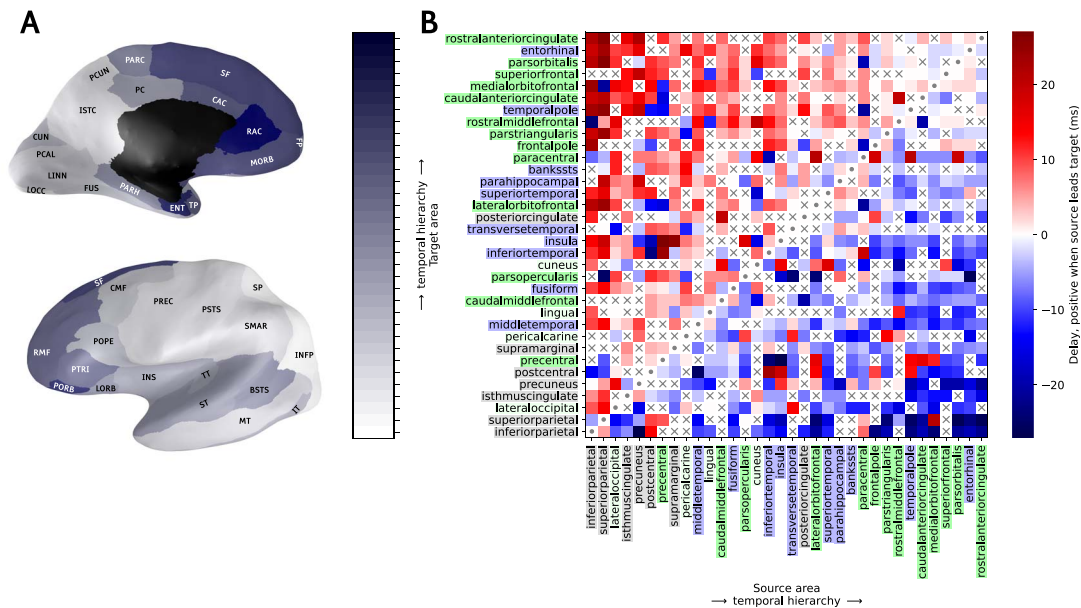 A
B
PARC
SF
PCUN
PC
CAC
ISTC
RAC
CUN
PCAL
MORB
FP
LINN
LOCC
FUS
PARH
ENT
TP
SF
CMF
PREC
SP
PSTS
SMAR
RMF
POPE
INFP
PTRI
INS
TT
PORB
LORB
BSTS
ST
IT
MT
→ temporal hierarchy →
Target area
rostralanteriorcingulate
entorhinal
parsorbitalis
superiorfrontal
medialorbitofrontal
caudalanteriorcingulate
temporalpole
rostralmiddlefrontal
parstriangularis
frontalpole
paracentral
bankssts
parahippocampal
superiortemporal
lateralorbitofrontal
posteriorcingulate
transversetemporal
insula
inferiortemporal
cuneus
parsopercularis
fusiform
caudalmiddlefrontal
lingual
middletemporal
pericalcarine
supramarginal
precentral
postcentral
precuneus
isthmuscingulate
lateraloccipital
superiorparietal
inferiorparietal
inferiorparietal
superiorparietal
lateraloccipital
isthmuscingulate
precuneus
postcentral
precentral
supramarginal
pericalcarine
middletemporal
lingual
caudalmiddlefrontal
fusiform
parsopercularis
cuneus
inferiortemporal
insula
transversetemporal
posteriorcingulate
lateralorbitofrontal
superiortemporal
parahippocampal
bankssts
paracentral
frontalpole
parstriangularis
rostralmiddlefrontal
temporalpole
caudalanteriorcingulate
medialorbitofrontal
superiorfrontal
parsorbitalis
entorhinal
rostralanteriorcingulate
Source area
→ temporal hierarchy →
20
10
0
−10
−20
Delay, positive when source leads target (ms)